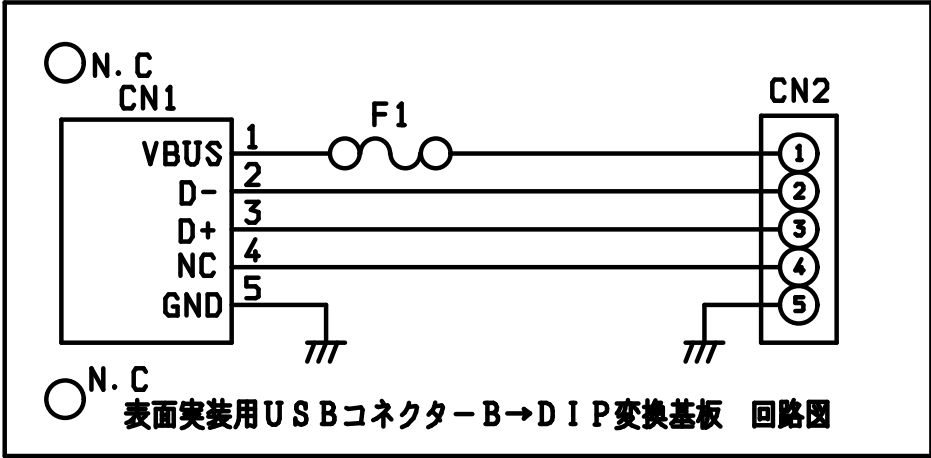 N.C
CN1
F1
CN2
VBUS 1
D- 2
D+ 3
NC 4
GND 5
1
2
3
4
5
N.C
表面実装用USBコネクターB→DIP変換基板 回路図